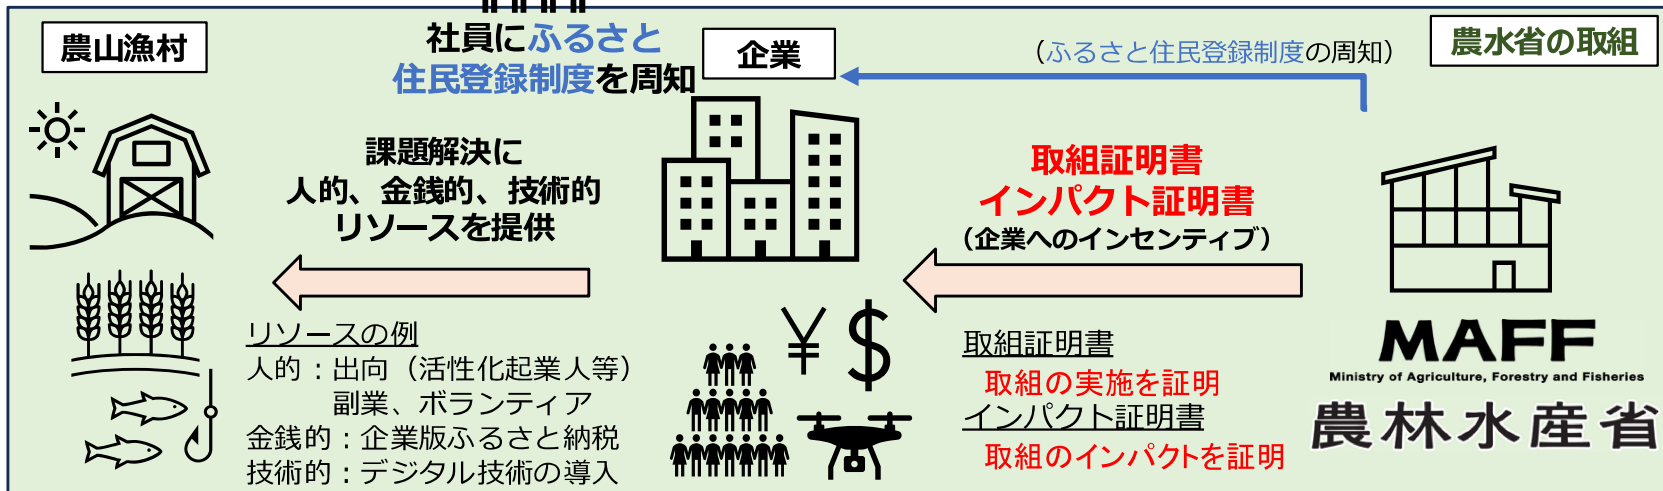 農山漁村
社員にふるさと
住民登録制度を周知
企業
(ふるさと住民登録制度の周知)
農水省の取組
課題解決に
人的、金銭的、技術的
リソースを提供
取組証明書
インパクト証明書
(企業へのインセンティブ)
リソースの例
人的：出向（活性化起業人等）
副業、ボランティア
金銭的：企業版ふるさと納税
技術的：デジタル技術の導入
¥ $
取組証明書
取組の実施を証明
インパクト証明書
取組のインパクトを証明
MAFF
Ministry of Agriculture, Forestry and Fisheries
農林水産省